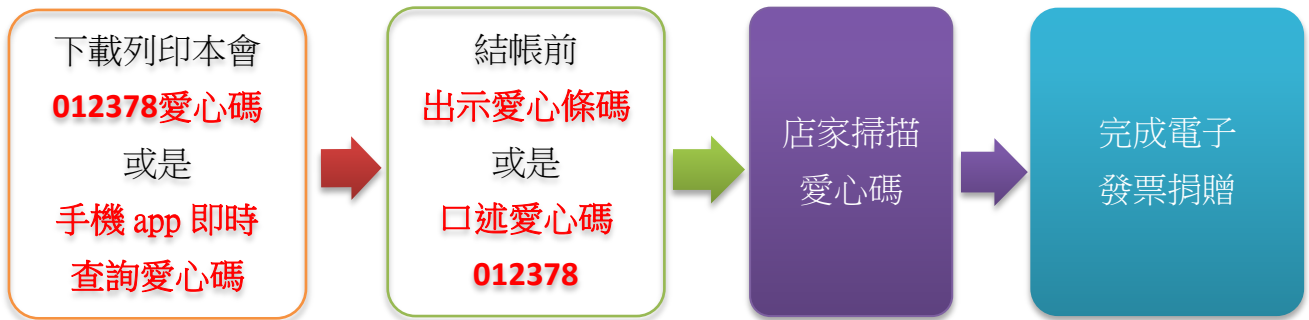 下載列印本會
012378愛心碼
或是
手機 app 即時
查詢愛心碼
結帳前
出示愛心條碼
或是
口述愛心碼
012378
店家掃描
愛心碼
完成電子
發票捐贈